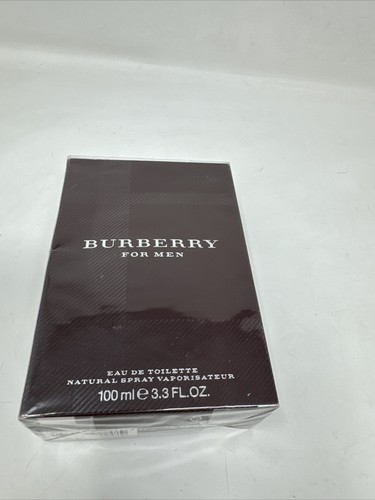 BURBERRY
FOR MEN
EAU DE TOILETTE
NATURAL SPRAY VAPORISATEUR
100 ml ℮ 3.3 FL.OZ.